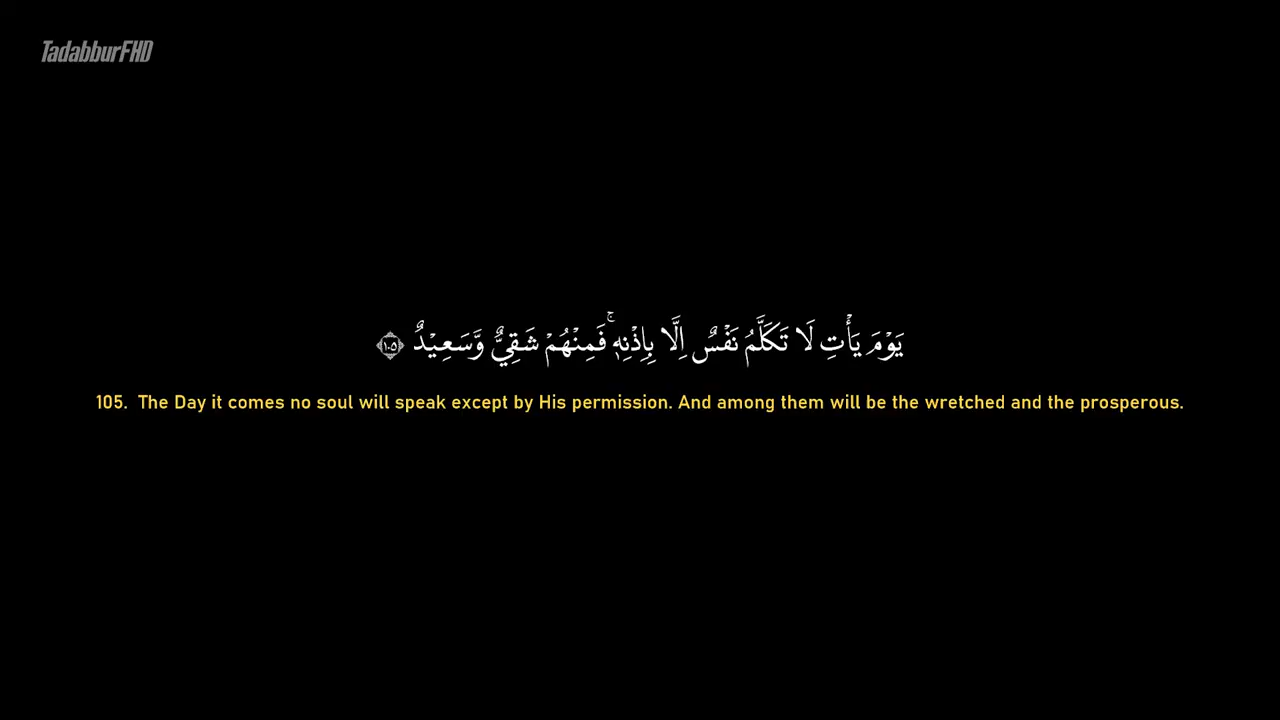 TadabburFHD
يَوْمَ يَأْتِ لَا تَكَلَّمُ نَفْسٌ اِلَّا بِاِذْنِهٖۚ فَمِنْهُمْ شَقِيٌّ وَّسَعِيْدٌ ۝١٠٥
105. The Day it comes no soul will speak except by His permission. And among them will be the wretched and the prosperous.